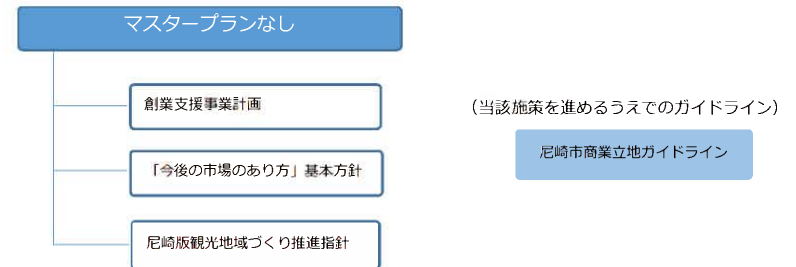 マスタープランなし
創業支援事業計画
（当該施策を進めるうえでのガイドライン）
尼崎市商業立地ガイドライン
「今後の市場のあり方」基本方針
尼崎版観光地域づくり推進指針